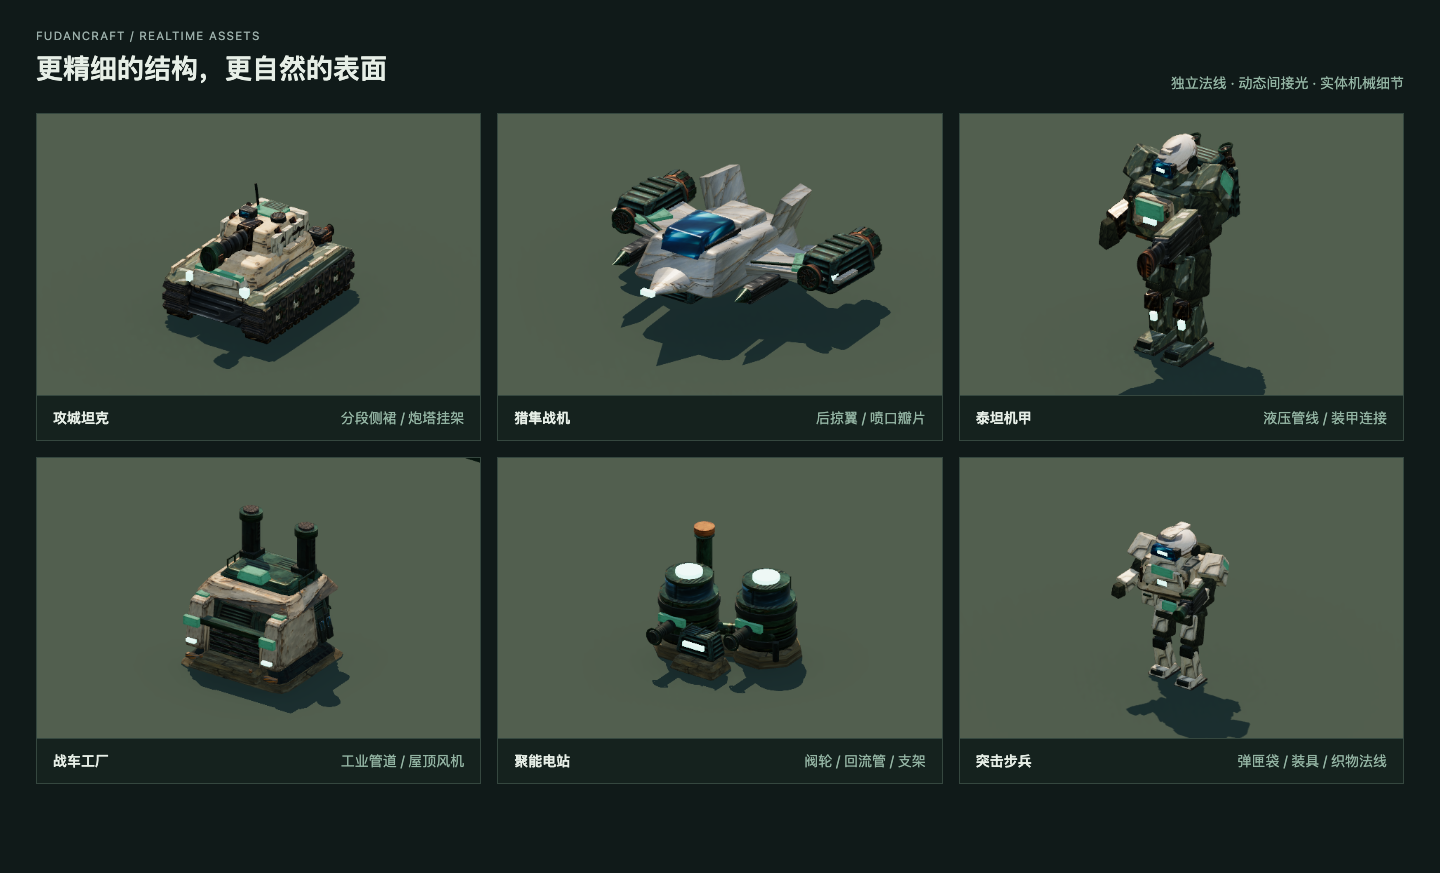 FUDANCRAFT / REALTIME ASSETS
更精细的结构，更自然的表面
独立法线 · 动态间接光 · 实体机械细节
攻城坦克
分段侧裙 / 炮塔挂架
猎隼战机
后掠翼 / 喷口瓣片
泰坦机甲
液压管线 / 装甲连接
战车工厂
工业管道 / 屋顶风机
聚能电站
阀轮 / 回流管 / 支架
突击步兵
弹匣袋 / 装具 / 织物法线